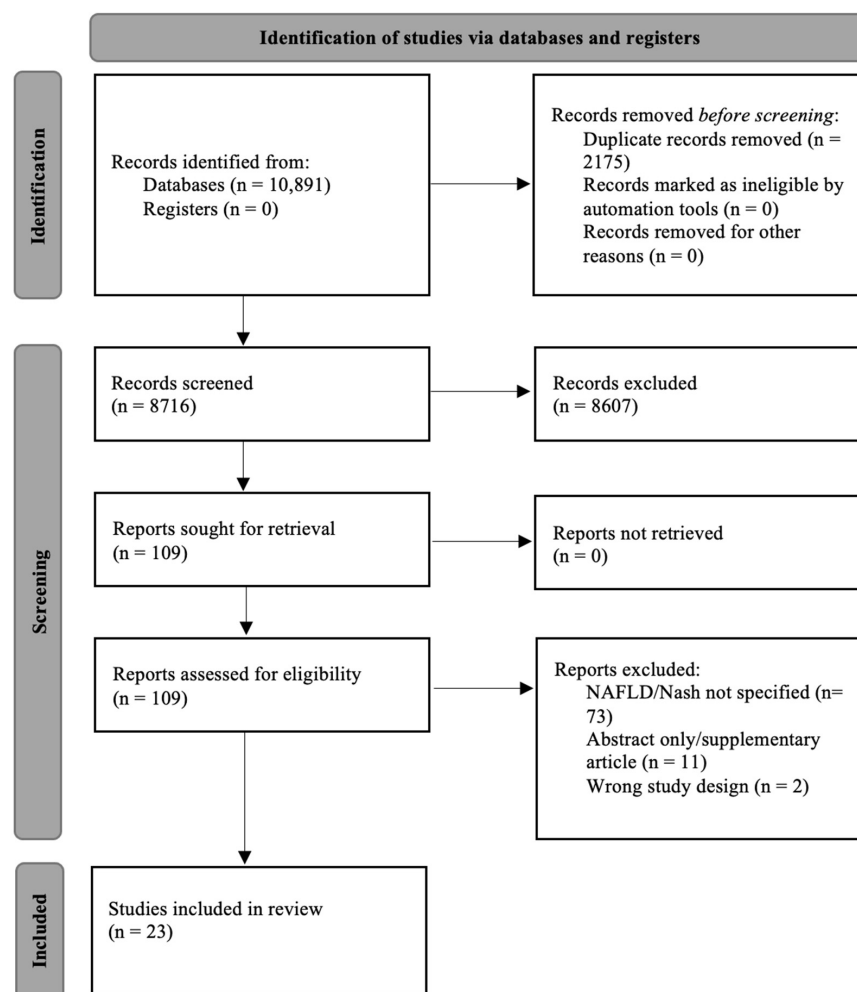 Identification of studies via databases and registers
Identification
Records identified from:
Databases (n = 10,891)
Registers (n = 0)
Records removed before screening:
Duplicate records removed (n =
2175)
Records marked as ineligible by
automation tools (n = 0)
Records removed for other
reasons (n = 0)
Screening
Records screened
(n = 8716)
Records excluded
(n = 8607)
Reports sought for retrieval
(n = 109)
Reports not retrieved
(n = 0)
Reports assessed for eligibility
(n = 109)
Reports excluded:
NAFLD/Nash not specified (n=
73)
Abstract only/supplementary
article (n = 11)
Wrong study design (n = 2)
Included
Studies included in review
(n = 23)